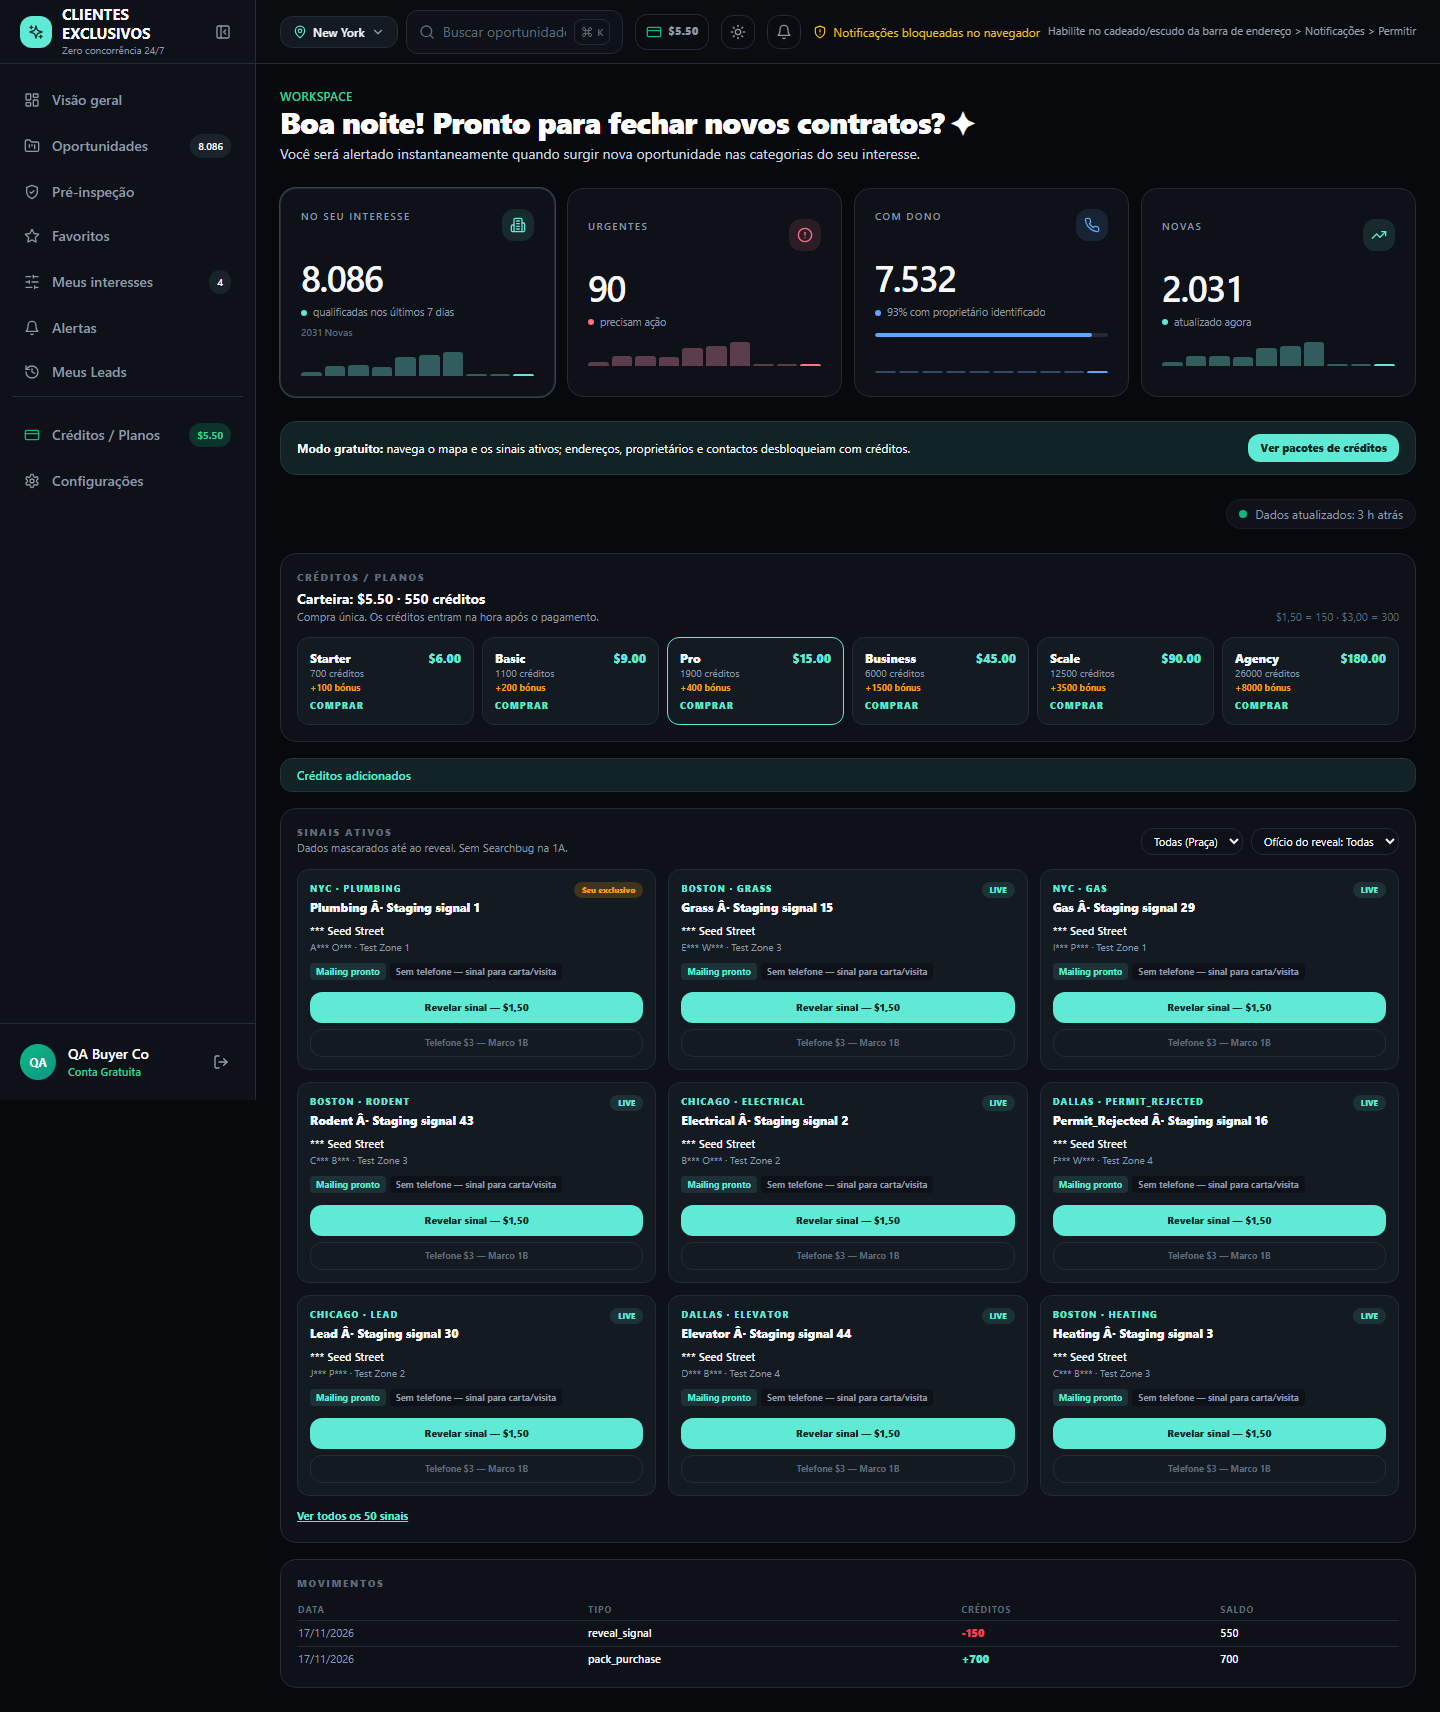 CLIENTES
EXCLUSIVOS
Zero concorrência 24/7
New York
Buscar oportunidad
⌘ K
$5.50
Notificações bloqueadas no navegador
Habilite no cadeado/escudo da barra de endereço > Notificações > Permitir
Visão geral
Oportunidades
8.086
Pré-inspeção
Favoritos
Meus interesses
4
Alertas
Meus Leads
Créditos / Planos
$5.50
Configurações
QA
QA Buyer Co
Conta Gratuita
WORKSPACE
Boa noite! Pronto para fechar novos contratos? ✦
Você será alertado instantaneamente quando surgir nova oportunidade nas categorias do seu interesse.
NO SEU INTERESSE
8.086
qualificadas nos últimos 7 dias
2031 Novas
URGENTES
90
precisam ação
COM DONO
7.532
93% com proprietário identificado
NOVAS
2.031
atualizado agora
Modo gratuito: navega o mapa e os sinais ativos; endereços, proprietários e contactos desbloqueiam com créditos.
Ver pacotes de créditos
Dados atualizados: 3 h atrás
CRÉDITOS / PLANOS
Carteira: $5.50 · 550 créditos
Compra única. Os créditos entram na hora após o pagamento.
$1,50 = 150 · $3,00 = 300
Starter $6.00
700 créditos
+100 bónus
COMPRAR
Basic $9.00
1100 créditos
+200 bónus
COMPRAR
Pro $15.00
1900 créditos
+400 bónus
COMPRAR
Business $45.00
6000 créditos
+1500 bónus
COMPRAR
Scale $90.00
12500 créditos
+3500 bónus
COMPRAR
Agency $180.00
26000 créditos
+8000 bónus
COMPRAR
Créditos adicionados
SINAIS ATIVOS
Dados mascarados até ao reveal. Sem Searchbug na 1A.
Todas (Praça)
Ofício do reveal: Todas
NYC · PLUMBING
Seu exclusivo
Plumbing Â· Staging signal 1
*** Seed Street
A*** O*** · Test Zone 1
Mailing pronto
Sem telefone — sinal para carta/visita
Revelar sinal — $1,50
Telefone $3 — Marco 1B
BOSTON · GRASS
LIVE
Grass Â· Staging signal 15
*** Seed Street
E*** W*** · Test Zone 3
Mailing pronto
Sem telefone — sinal para carta/visita
Revelar sinal — $1,50
Telefone $3 — Marco 1B
NYC · GAS
LIVE
Gas Â· Staging signal 29
*** Seed Street
I*** P*** · Test Zone 1
Mailing pronto
Sem telefone — sinal para carta/visita
Revelar sinal — $1,50
Telefone $3 — Marco 1B
BOSTON · RODENT
LIVE
Rodent Â· Staging signal 43
*** Seed Street
C*** B*** · Test Zone 3
Mailing pronto
Sem telefone — sinal para carta/visita
Revelar sinal — $1,50
Telefone $3 — Marco 1B
CHICAGO · ELECTRICAL
LIVE
Electrical Â· Staging signal 2
*** Seed Street
B*** O*** · Test Zone 2
Mailing pronto
Sem telefone — sinal para carta/visita
Revelar sinal — $1,50
Telefone $3 — Marco 1B
DALLAS · PERMIT_REJECTED
LIVE
Permit_Rejected Â· Staging signal 16
*** Seed Street
F*** W*** · Test Zone 4
Mailing pronto
Sem telefone — sinal para carta/visita
Revelar sinal — $1,50
Telefone $3 — Marco 1B
CHICAGO · LEAD
LIVE
Lead Â· Staging signal 30
*** Seed Street
J*** P*** · Test Zone 2
Mailing pronto
Sem telefone — sinal para carta/visita
Revelar sinal — $1,50
Telefone $3 — Marco 1B
DALLAS · ELEVATOR
LIVE
Elevator Â· Staging signal 44
*** Seed Street
D*** B*** · Test Zone 4
Mailing pronto
Sem telefone — sinal para carta/visita
Revelar sinal — $1,50
Telefone $3 — Marco 1B
BOSTON · HEATING
LIVE
Heating Â· Staging signal 3
*** Seed Street
C*** B*** · Test Zone 3
Mailing pronto
Sem telefone — sinal para carta/visita
Revelar sinal — $1,50
Telefone $3 — Marco 1B
Ver todos os 50 sinais
MOVIMENTOS
DATA TIPO CRÉDITOS SALDO
17/11/2026 reveal_signal -150 550
17/11/2026 pack_purchase +700 700